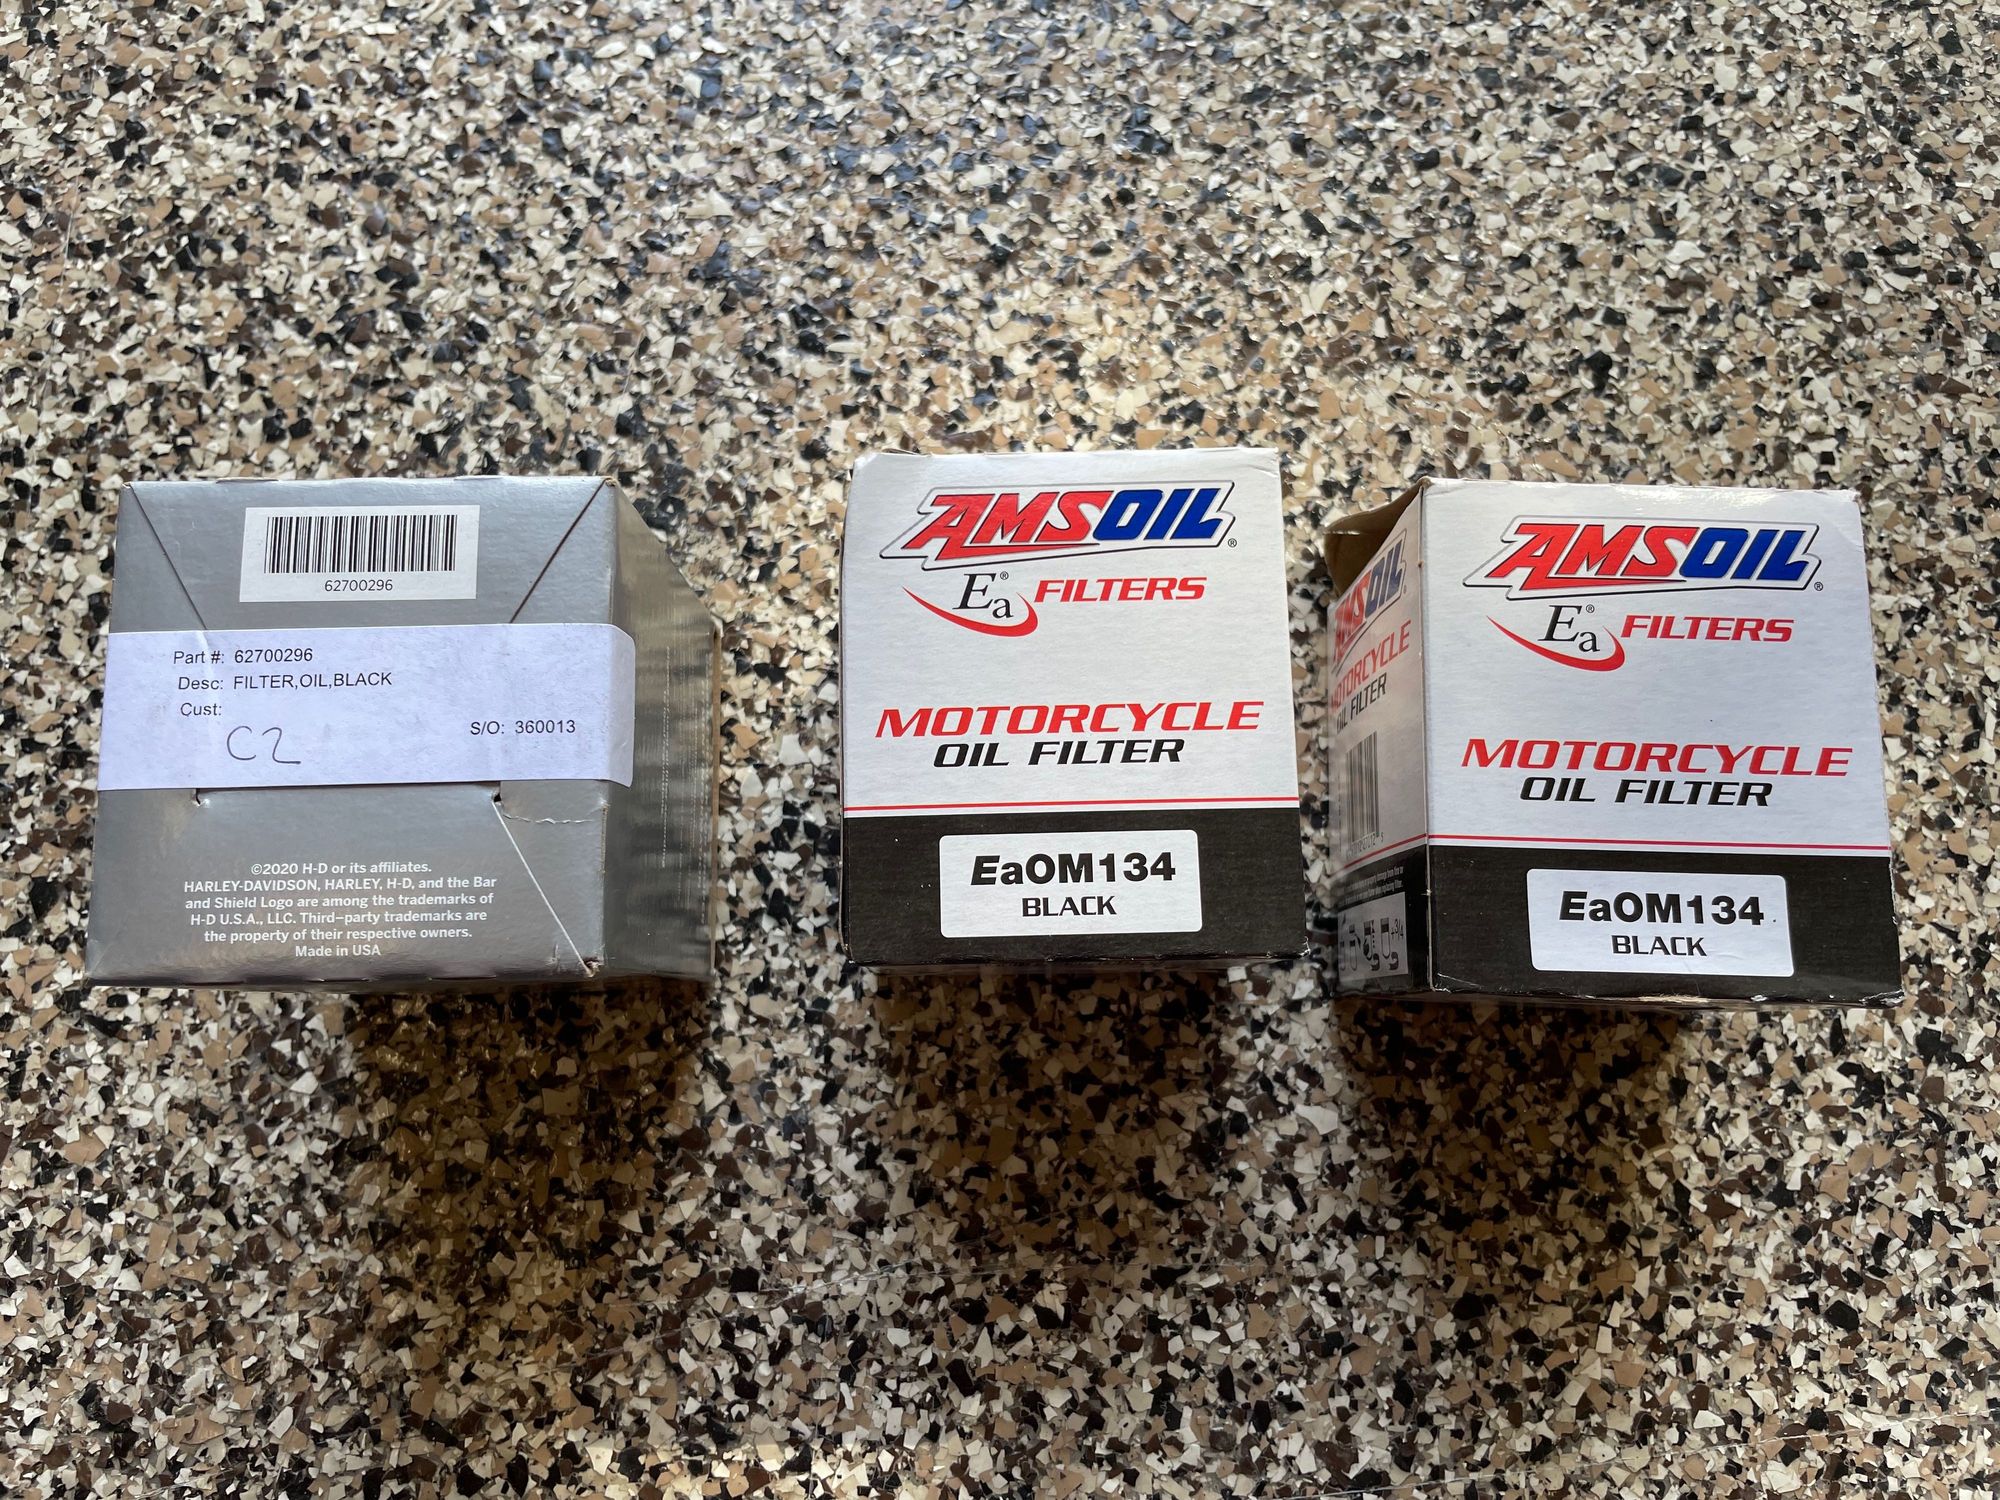 62700296
Part #: 62700296
Desc: FILTER,OIL,BLACK
Cust:
S/O: 360013
C2
©2020 H-D or its affiliates.
HARLEY-DAVIDSON, HARLEY, H-D, and the Bar
and Shield Logo are among the trademarks of
H-D U.S.A., LLC. Third-party trademarks are
the property of their respective owners.
Made in USA
AMSOIL®
Ea® FILTERS
MOTORCYCLE
OIL FILTER
EaOM134
BLACK
AMSOIL
MOTORCYCLE
OIL FILTER
AMSOIL®
Ea® FILTERS
MOTORCYCLE
OIL FILTER
EaOM134
BLACK